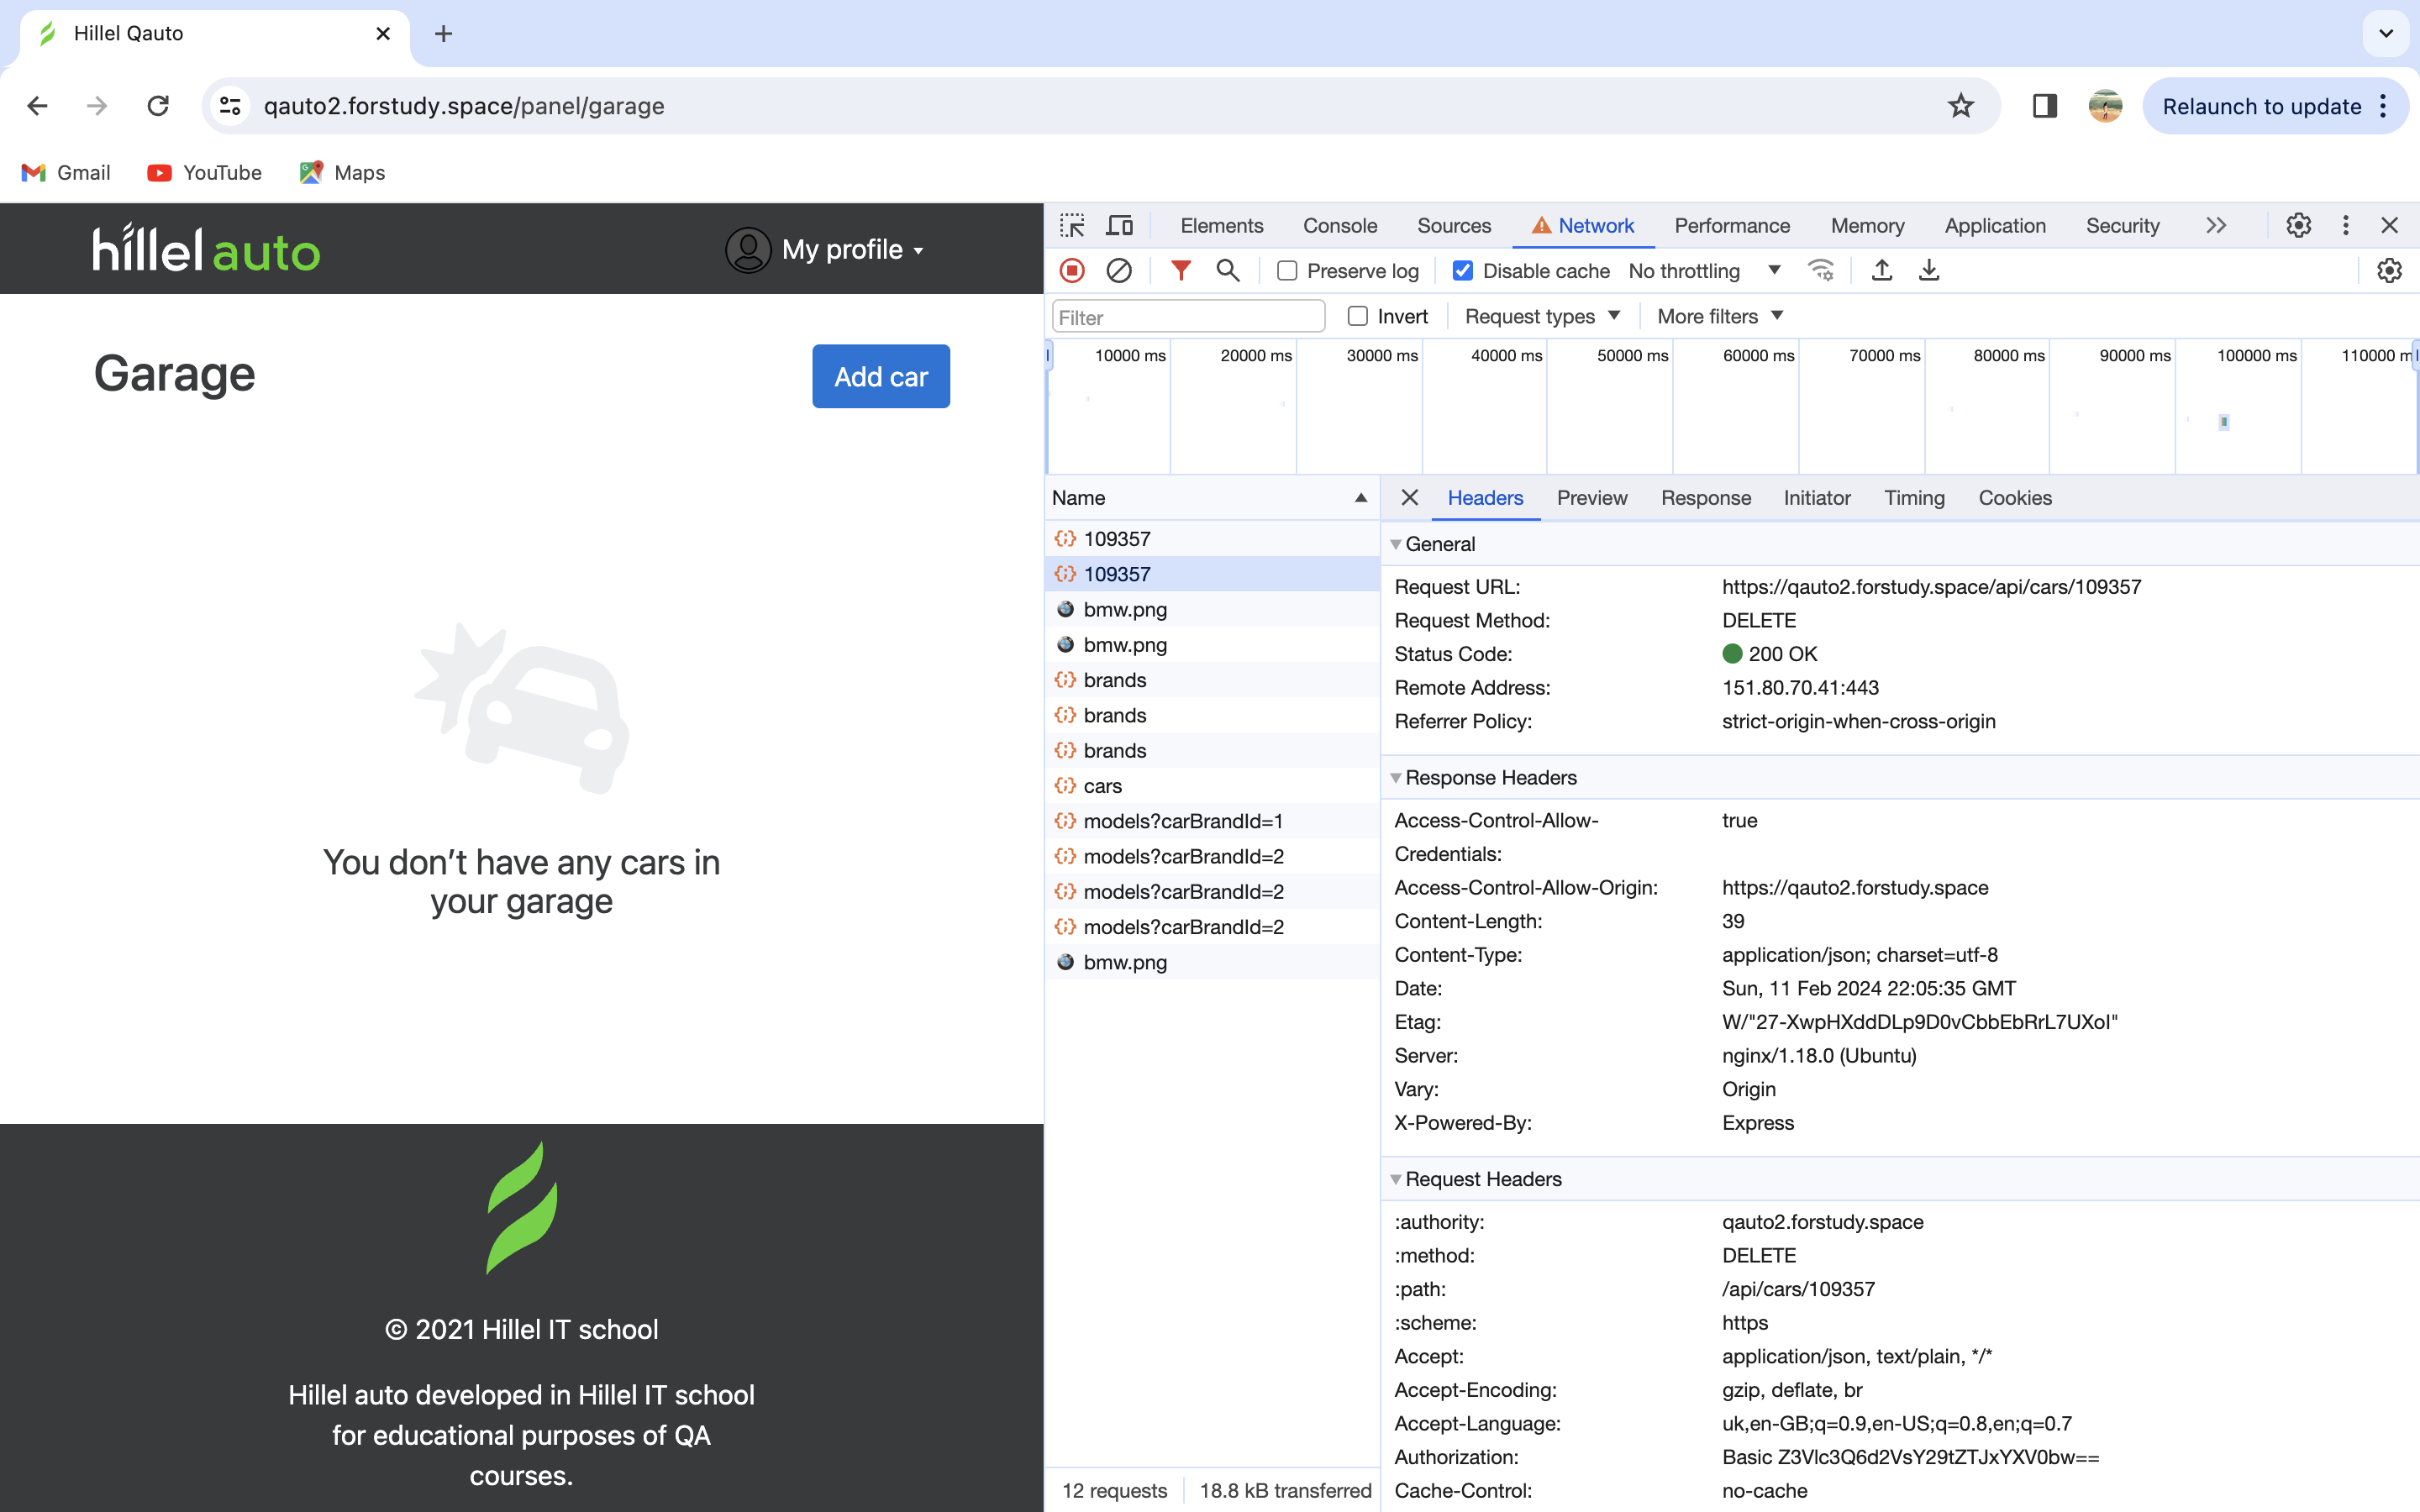 Hillel Qauto
qauto2.forstudy.space/panel/garage
Relaunch to update
Gmail
YouTube
Maps
hillel auto
My profile
Garage
Add car
You don’t have any cars in
your garage
© 2021 Hillel IT school
Hillel auto developed in Hillel IT school
for educational purposes of QA
courses.
Elements Console Sources Network Performance Memory Application Security
Preserve log Disable cache No throttling
Filter Invert Request types More filters
10000 ms 20000 ms 30000 ms 40000 ms 50000 ms 60000 ms 70000 ms 80000 ms 90000 ms 100000 ms 110000 m
Name
109357
109357
bmw.png
bmw.png
brands
brands
brands
cars
models?carBrandId=1
models?carBrandId=2
models?carBrandId=2
models?carBrandId=2
bmw.png
12 requests 18.8 kB transferred
Headers Preview Response Initiator Timing Cookies
General
Request URL: https://qauto2.forstudy.space/api/cars/109357
Request Method: DELETE
Status Code: 200 OK
Remote Address: 151.80.70.41:443
Referrer Policy: strict-origin-when-cross-origin
Response Headers
Access-Control-Allow- true
Credentials:
Access-Control-Allow-Origin: https://qauto2.forstudy.space
Content-Length: 39
Content-Type: application/json; charset=utf-8
Date: Sun, 11 Feb 2024 22:05:35 GMT
Etag: W/"27-XwpHXddDLp9D0vCbbEbRrL7UXoI"
Server: nginx/1.18.0 (Ubuntu)
Vary: Origin
X-Powered-By: Express
Request Headers
:authority: qauto2.forstudy.space
:method: DELETE
:path: /api/cars/109357
:scheme: https
Accept: application/json, text/plain, */*
Accept-Encoding: gzip, deflate, br
Accept-Language: uk,en-GB;q=0.9,en-US;q=0.8,en;q=0.7
Authorization: Basic Z3Vlc3Q6d2VsY29tZTJxYXV0bw==
Cache-Control: no-cache